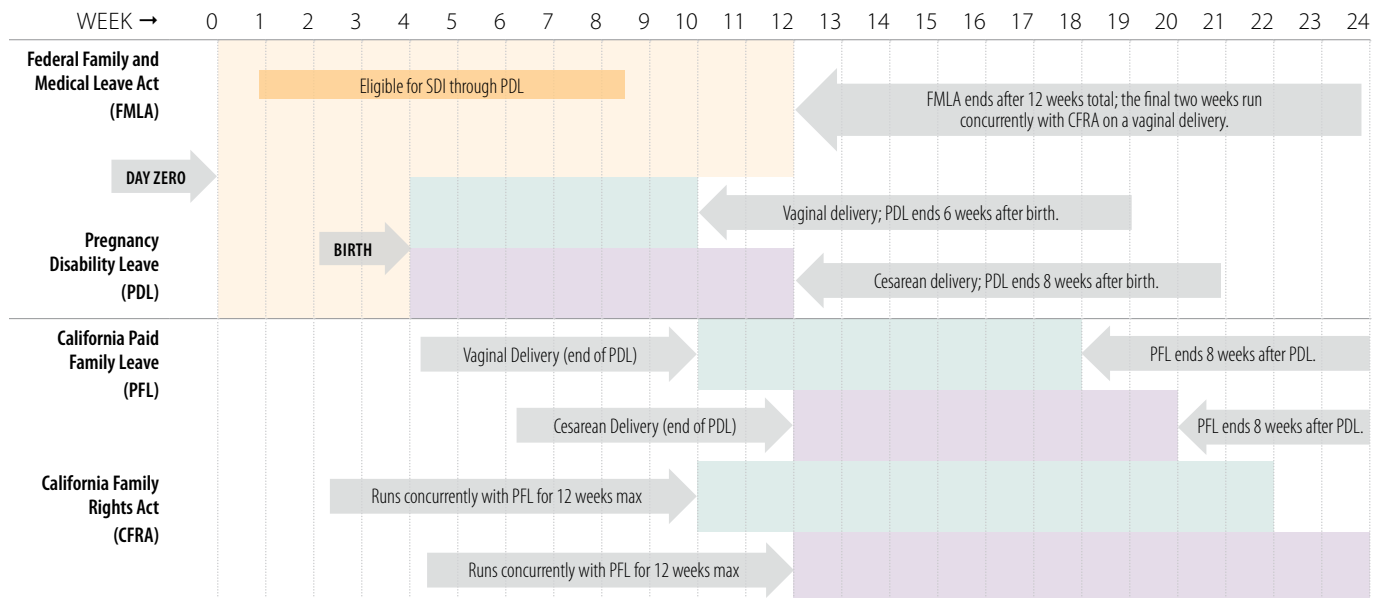 WEEK → 0 1 2 3 4 5 6 7 8 9 10 11 12 13 14 15 16 17 18 19 20 21 22 23 24
Federal Family and
Medical Leave Act
(FMLA)
Eligible for SDI through PDL
FMLA ends after 12 weeks total; the final two weeks run
concurrently with CFRA on a vaginal delivery.
DAY ZERO
Vaginal delivery; PDL ends 6 weeks after birth.
Pregnancy
Disability Leave
(PDL)
BIRTH
Cesarean delivery; PDL ends 8 weeks after birth.
California Paid
Family Leave
(PFL)
Vaginal Delivery (end of PDL)
PFL ends 8 weeks after PDL.
Cesarean Delivery (end of PDL)
PFL ends 8 weeks after PDL.
California Family
Rights Act
(CFRA)
Runs concurrently with PFL for 12 weeks max
Runs concurrently with PFL for 12 weeks max